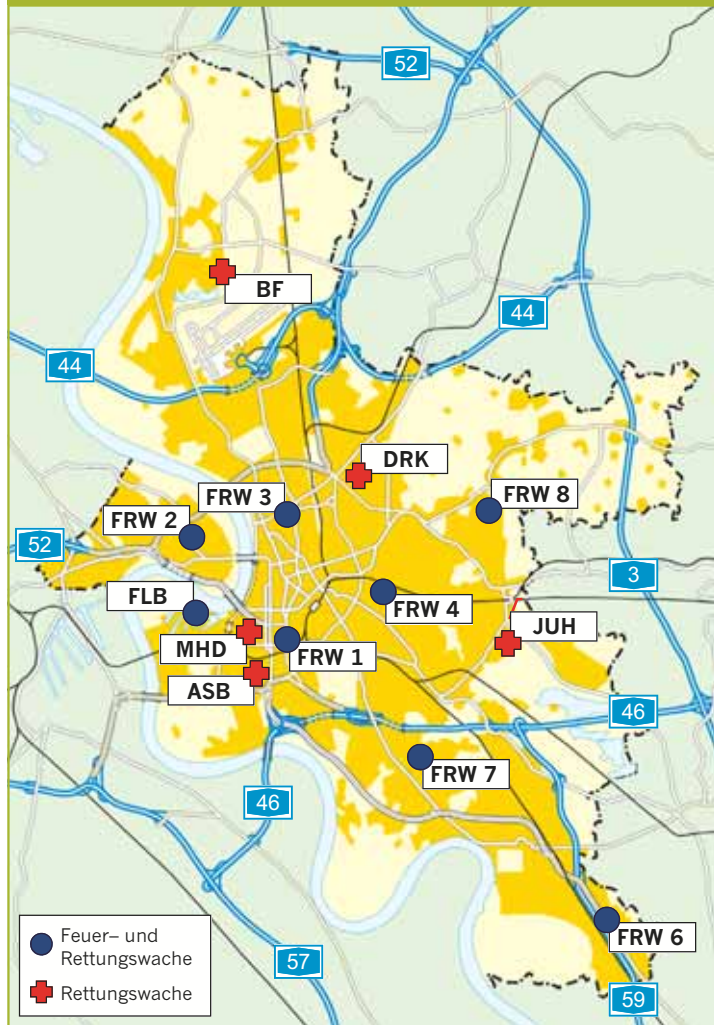 52
BF
44
44
DRK
FRW 3
FRW 8
FRW 2
52
3
FLB
FRW 4
JUH
MHD
FRW 1
ASB
46
FRW 7
46
Feuer– und
Rettungswache
Rettungswache
57
FRW 6
59